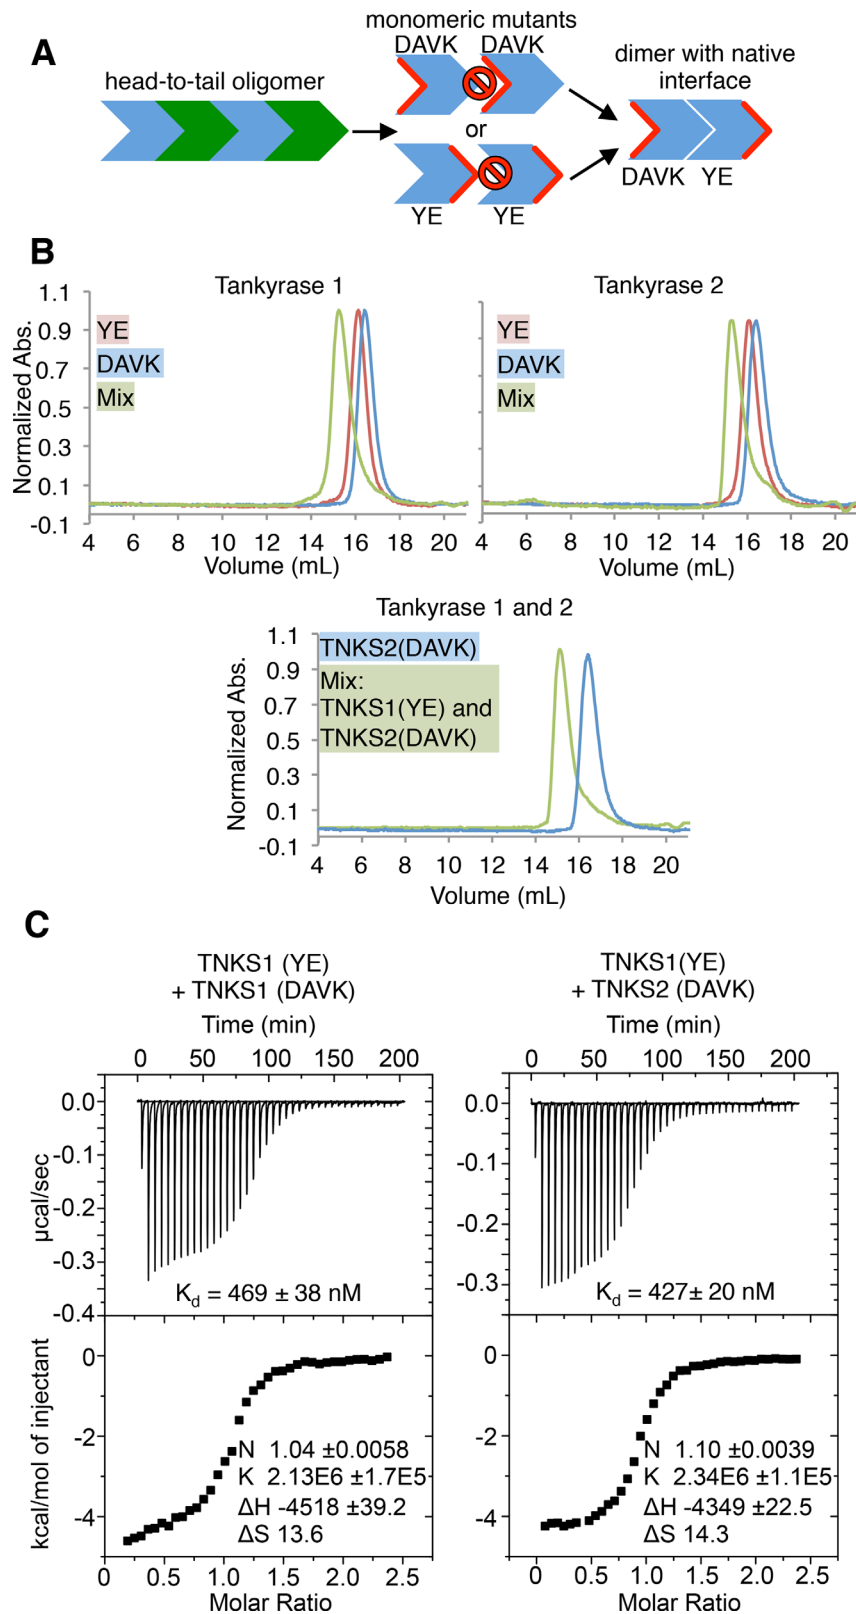 A
head-to-tail oligomer
monomeric mutants
DAVK DAVK
or
YE YE
dimer with native
interface
DAVK YE
B
Tankyrase 1
1.1
0.9
0.7
0.5
0.3
0.1
-0.1
Normalized Abs.
YE
DAVK
Mix
4 6 8 10 12 14 16 18 20
Volume (mL)
Tankyrase 2
YE
DAVK
Mix
4 6 8 10 12 14 16 18 20
Volume (mL)
Tankyrase 1 and 2
1.1
0.9
0.7
0.5
0.3
0.1
-0.1
Normalized Abs.
TNKS2(DAVK)
Mix:
TNKS1(YE) and
TNKS2(DAVK)
4 6 8 10 12 14 16 18 20
Volume (mL)
C
TNKS1 (YE)
+ TNKS1 (DAVK)
Time (min)
0 50 100 150 200
0.0
-0.1
-0.2
-0.3
-0.4
µcal/sec
Kd = 469 ± 38 nM
0
-2
-4
kcal/mol of injectant
N 1.04 ±0.0058
K 2.13E6 ±1.7E5
ΔH -4518 ±39.2
ΔS 13.6
0.0 0.5 1.0 1.5 2.0 2.5
Molar Ratio
TNKS1(YE)
+ TNKS2 (DAVK)
Time (min)
0 50 100 150 200
0.0
-0.1
-0.2
-0.3
Kd = 427± 20 nM
0
-2
-4
N 1.10 ±0.0039
K 2.34E6 ±1.1E5
ΔH -4349 ±22.5
ΔS 14.3
0 0.5 1.0 1.5 2.0 2.5
Molar Ratio